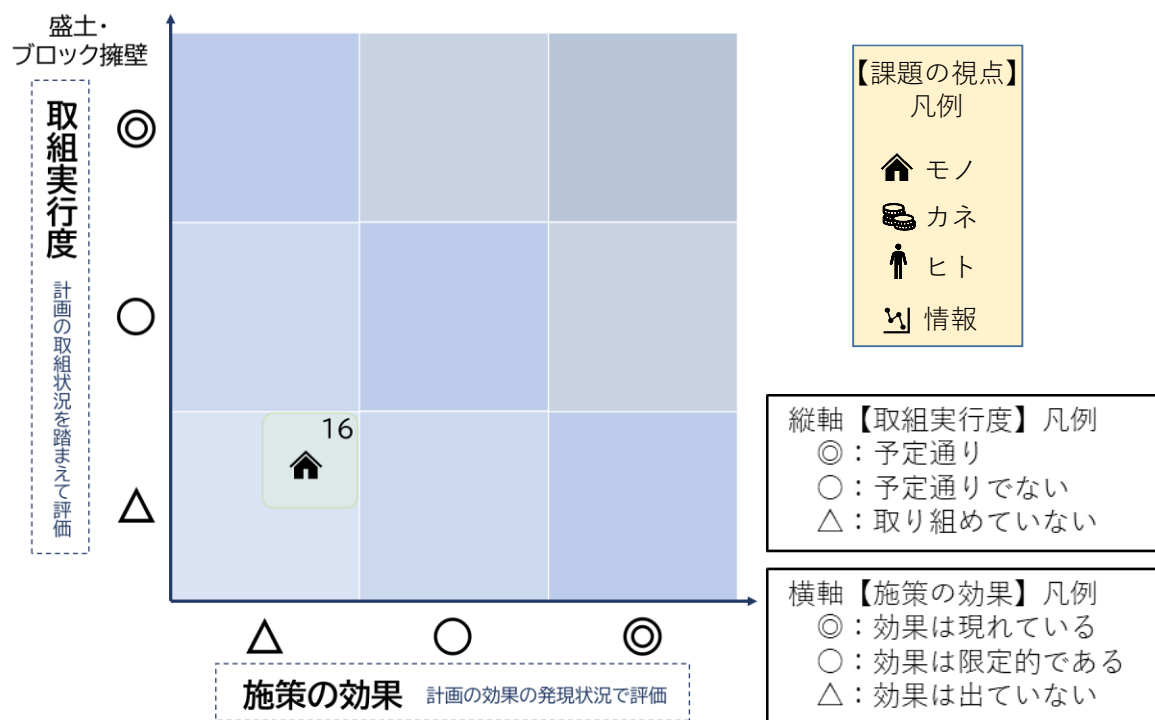 盛土・
ブロック擁壁
取組実行度
計画の取組状況を踏まえて評価
◎
○
△
16
△
○
◎
施策の効果 計画の効果の発現状況で評価
【課題の視点】
凡例
モノ
カネ
ヒト
情報
縦軸【取組実行度】凡例
◎：予定通り
○：予定通りでない
△：取り組めていない
横軸【施策の効果】凡例
◎：効果は現れている
○：効果は限定的である
△：効果は出ていない